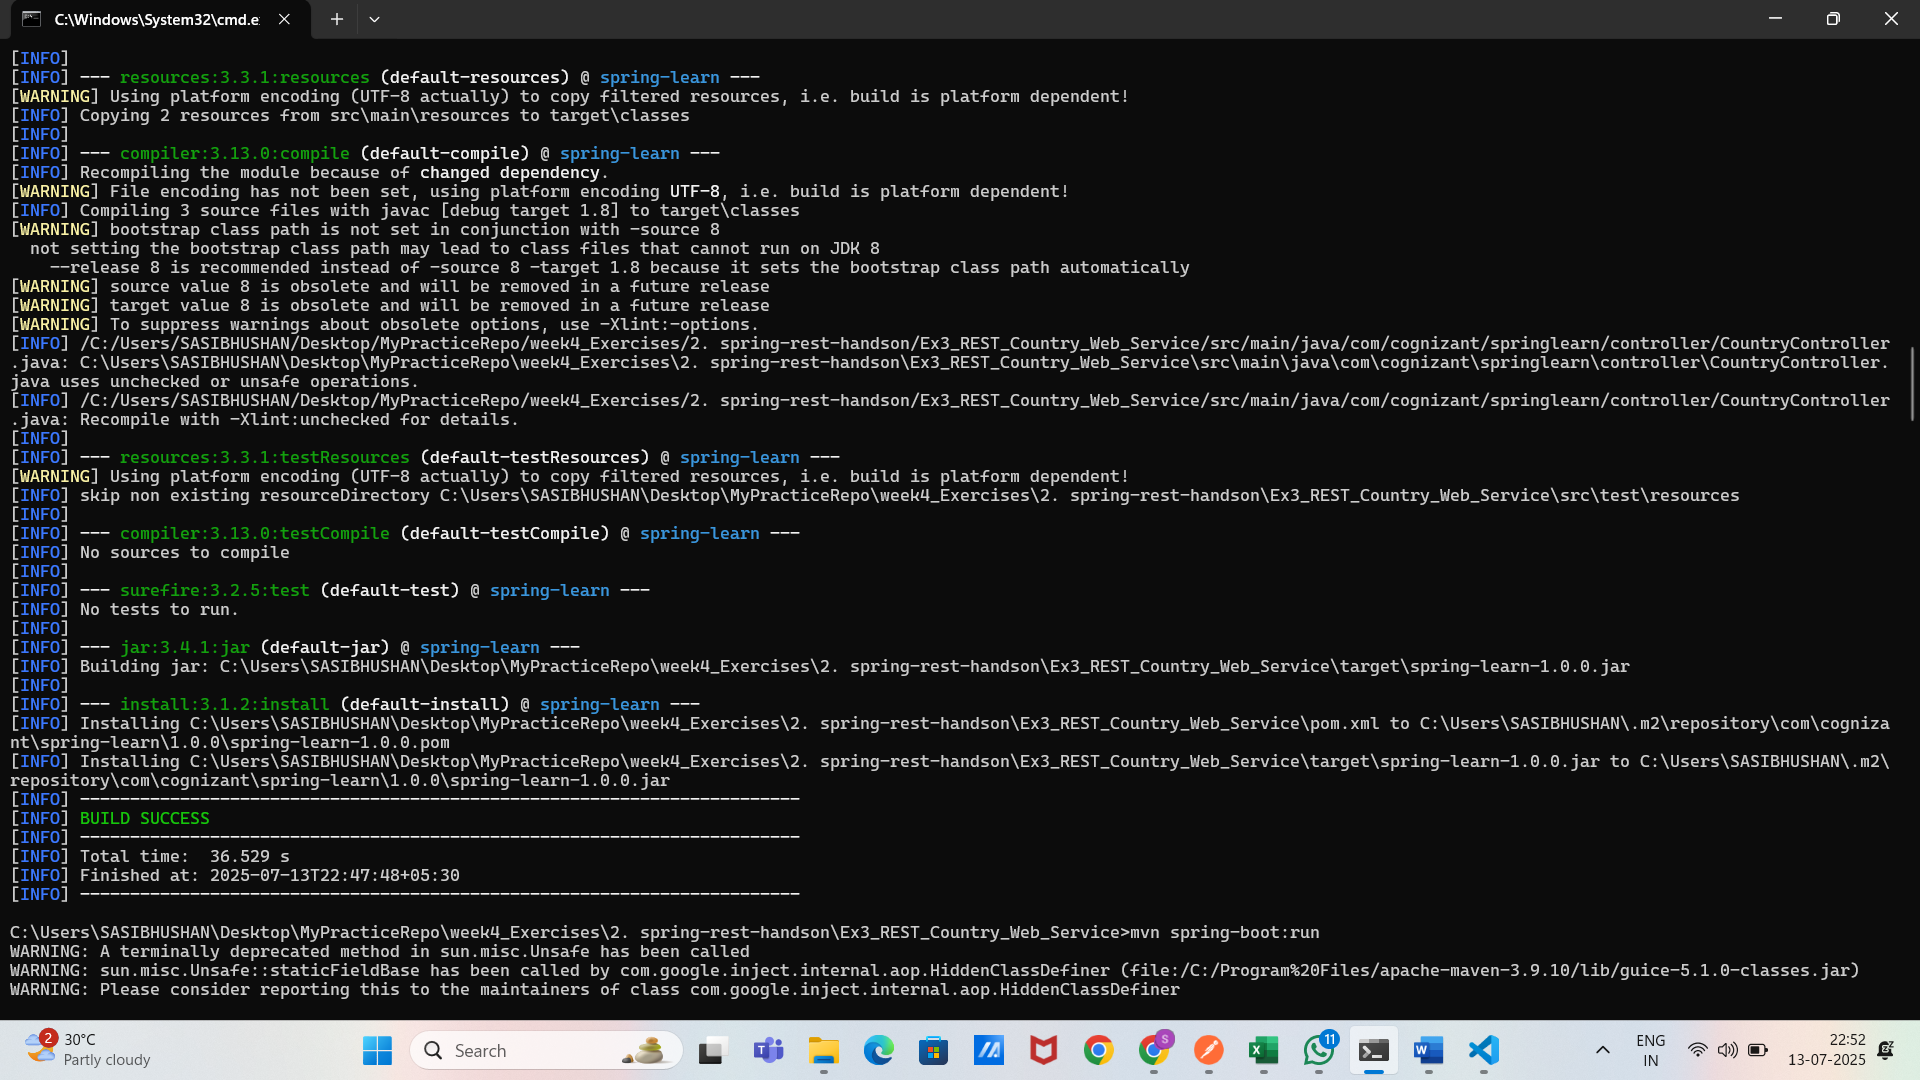 C:\Windows\System32\cmd.e
[INFO]
[INFO] --- resources:3.3.1:resources (default-resources) @ spring-learn ---
[WARNING] Using platform encoding (UTF-8 actually) to copy filtered resources, i.e. build is platform dependent!
[INFO] Copying 2 resources from src\main\resources to target\classes
[INFO]
[INFO] --- compiler:3.13.0:compile (default-compile) @ spring-learn ---
[INFO] Recompiling the module because of changed dependency.
[WARNING] File encoding has not been set, using platform encoding UTF-8, i.e. build is platform dependent!
[INFO] Compiling 3 source files with javac [debug target 1.8] to target\classes
[WARNING] bootstrap class path is not set in conjunction with -source 8
  not setting the bootstrap class path may lead to class files that cannot run on JDK 8
    --release 8 is recommended instead of -source 8 -target 1.8 because it sets the bootstrap class path automatically
[WARNING] source value 8 is obsolete and will be removed in a future release
[WARNING] target value 8 is obsolete and will be removed in a future release
[WARNING] To suppress warnings about obsolete options, use -Xlint:-options.
[INFO] /C:/Users/SASIBHUSHAN/Desktop/MyPracticeRepo/week4_Exercises/2. spring-rest-handson/Ex3_REST_Country_Web_Service/src/main/java/com/cognizant/springlearn/controller/CountryController
.java: C:\Users\SASIBHUSHAN\Desktop\MyPracticeRepo\week4_Exercises\2. spring-rest-handson\Ex3_REST_Country_Web_Service\src\main\java\com\cognizant\springlearn\controller\CountryController.
java uses unchecked or unsafe operations.
[INFO] /C:/Users/SASIBHUSHAN/Desktop/MyPracticeRepo/week4_Exercises/2. spring-rest-handson/Ex3_REST_Country_Web_Service/src/main/java/com/cognizant/springlearn/controller/CountryController
.java: Recompile with -Xlint:unchecked for details.
[INFO]
[INFO] --- resources:3.3.1:testResources (default-testResources) @ spring-learn ---
[WARNING] Using platform encoding (UTF-8 actually) to copy filtered resources, i.e. build is platform dependent!
[INFO] skip non existing resourceDirectory C:\Users\SASIBHUSHAN\Desktop\MyPracticeRepo\week4_Exercises\2. spring-rest-handson\Ex3_REST_Country_Web_Service\src\test\resources
[INFO]
[INFO] --- compiler:3.13.0:testCompile (default-testCompile) @ spring-learn ---
[INFO] No sources to compile
[INFO]
[INFO] --- surefire:3.2.5:test (default-test) @ spring-learn ---
[INFO] No tests to run.
[INFO]
[INFO] --- jar:3.4.1:jar (default-jar) @ spring-learn ---
[INFO] Building jar: C:\Users\SASIBHUSHAN\Desktop\MyPracticeRepo\week4_Exercises\2. spring-rest-handson\Ex3_REST_Country_Web_Service\target\spring-learn-1.0.0.jar
[INFO]
[INFO] --- install:3.1.2:install (default-install) @ spring-learn ---
[INFO] Installing C:\Users\SASIBHUSHAN\Desktop\MyPracticeRepo\week4_Exercises\2. spring-rest-handson\Ex3_REST_Country_Web_Service\pom.xml to C:\Users\SASIBHUSHAN\.m2\repository\com\cogniza
nt\spring-learn\1.0.0\spring-learn-1.0.0.pom
[INFO] Installing C:\Users\SASIBHUSHAN\Desktop\MyPracticeRepo\week4_Exercises\2. spring-rest-handson\Ex3_REST_Country_Web_Service\target\spring-learn-1.0.0.jar to C:\Users\SASIBHUSHAN\.m2\
repository\com\cognizant\spring-learn\1.0.0\spring-learn-1.0.0.jar
[INFO] ------------------------------------------------------------------------
[INFO] BUILD SUCCESS
[INFO] ------------------------------------------------------------------------
[INFO] Total time:  36.529 s
[INFO] Finished at: 2025-07-13T22:47:48+05:30
[INFO] ------------------------------------------------------------------------
C:\Users\SASIBHUSHAN\Desktop\MyPracticeRepo\week4_Exercises\2. spring-rest-handson\Ex3_REST_Country_Web_Service>mvn spring-boot:run
WARNING: A terminally deprecated method in sun.misc.Unsafe has been called
WARNING: sun.misc.Unsafe::staticFieldBase has been called by com.google.inject.internal.aop.HiddenClassDefiner (file:/C:/Program%20Files/apache-maven-3.9.10/lib/guice-5.1.0-classes.jar)
WARNING: Please consider reporting this to the maintainers of class com.google.inject.internal.aop.HiddenClassDefiner
2
30°C
Partly cloudy
Search
S
11
ENG
IN
22:52
13-07-2025